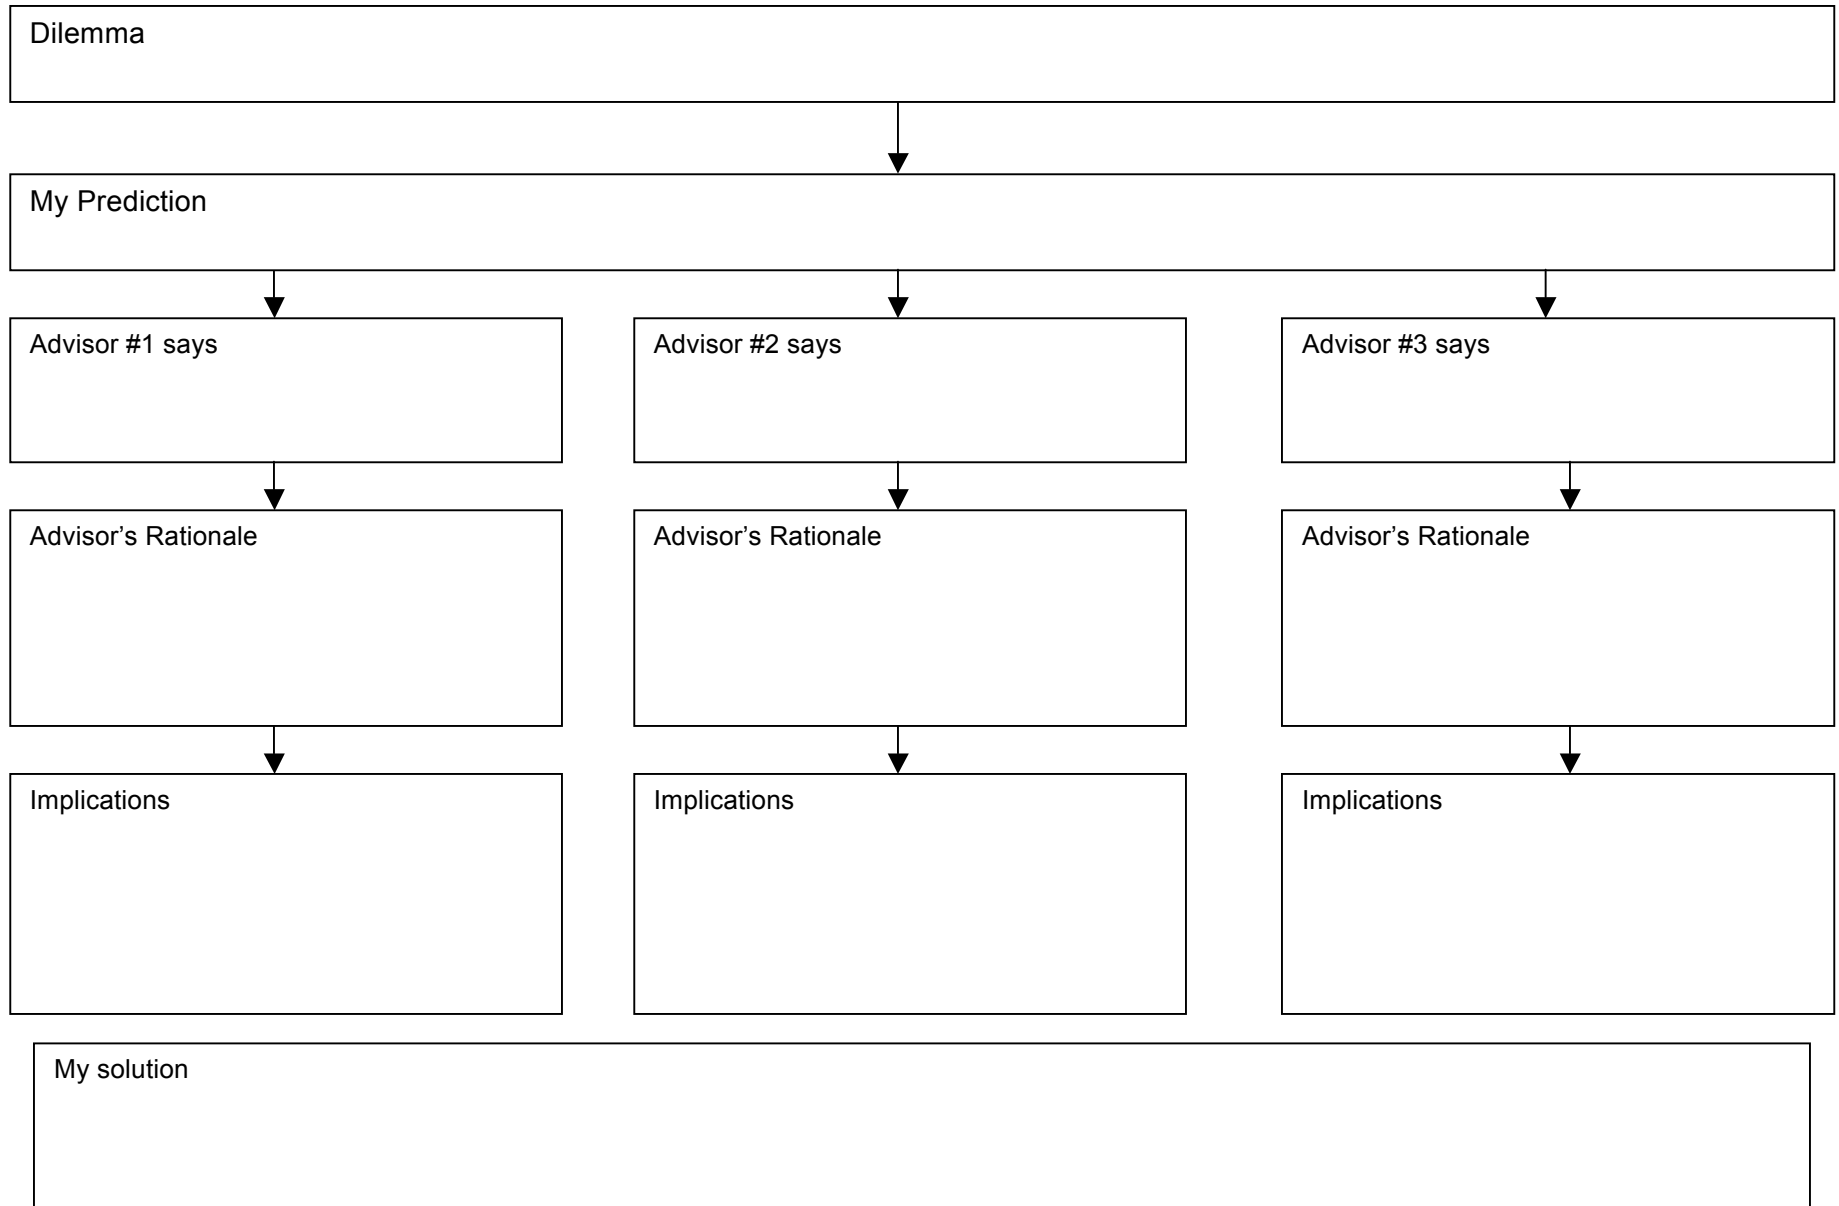 Dilemma
My Prediction
Advisor #1 says
Advisor #2 says
Advisor #3 says
Advisor’s Rationale
Advisor’s Rationale
Advisor’s Rationale
Implications
Implications
Implications
My solution